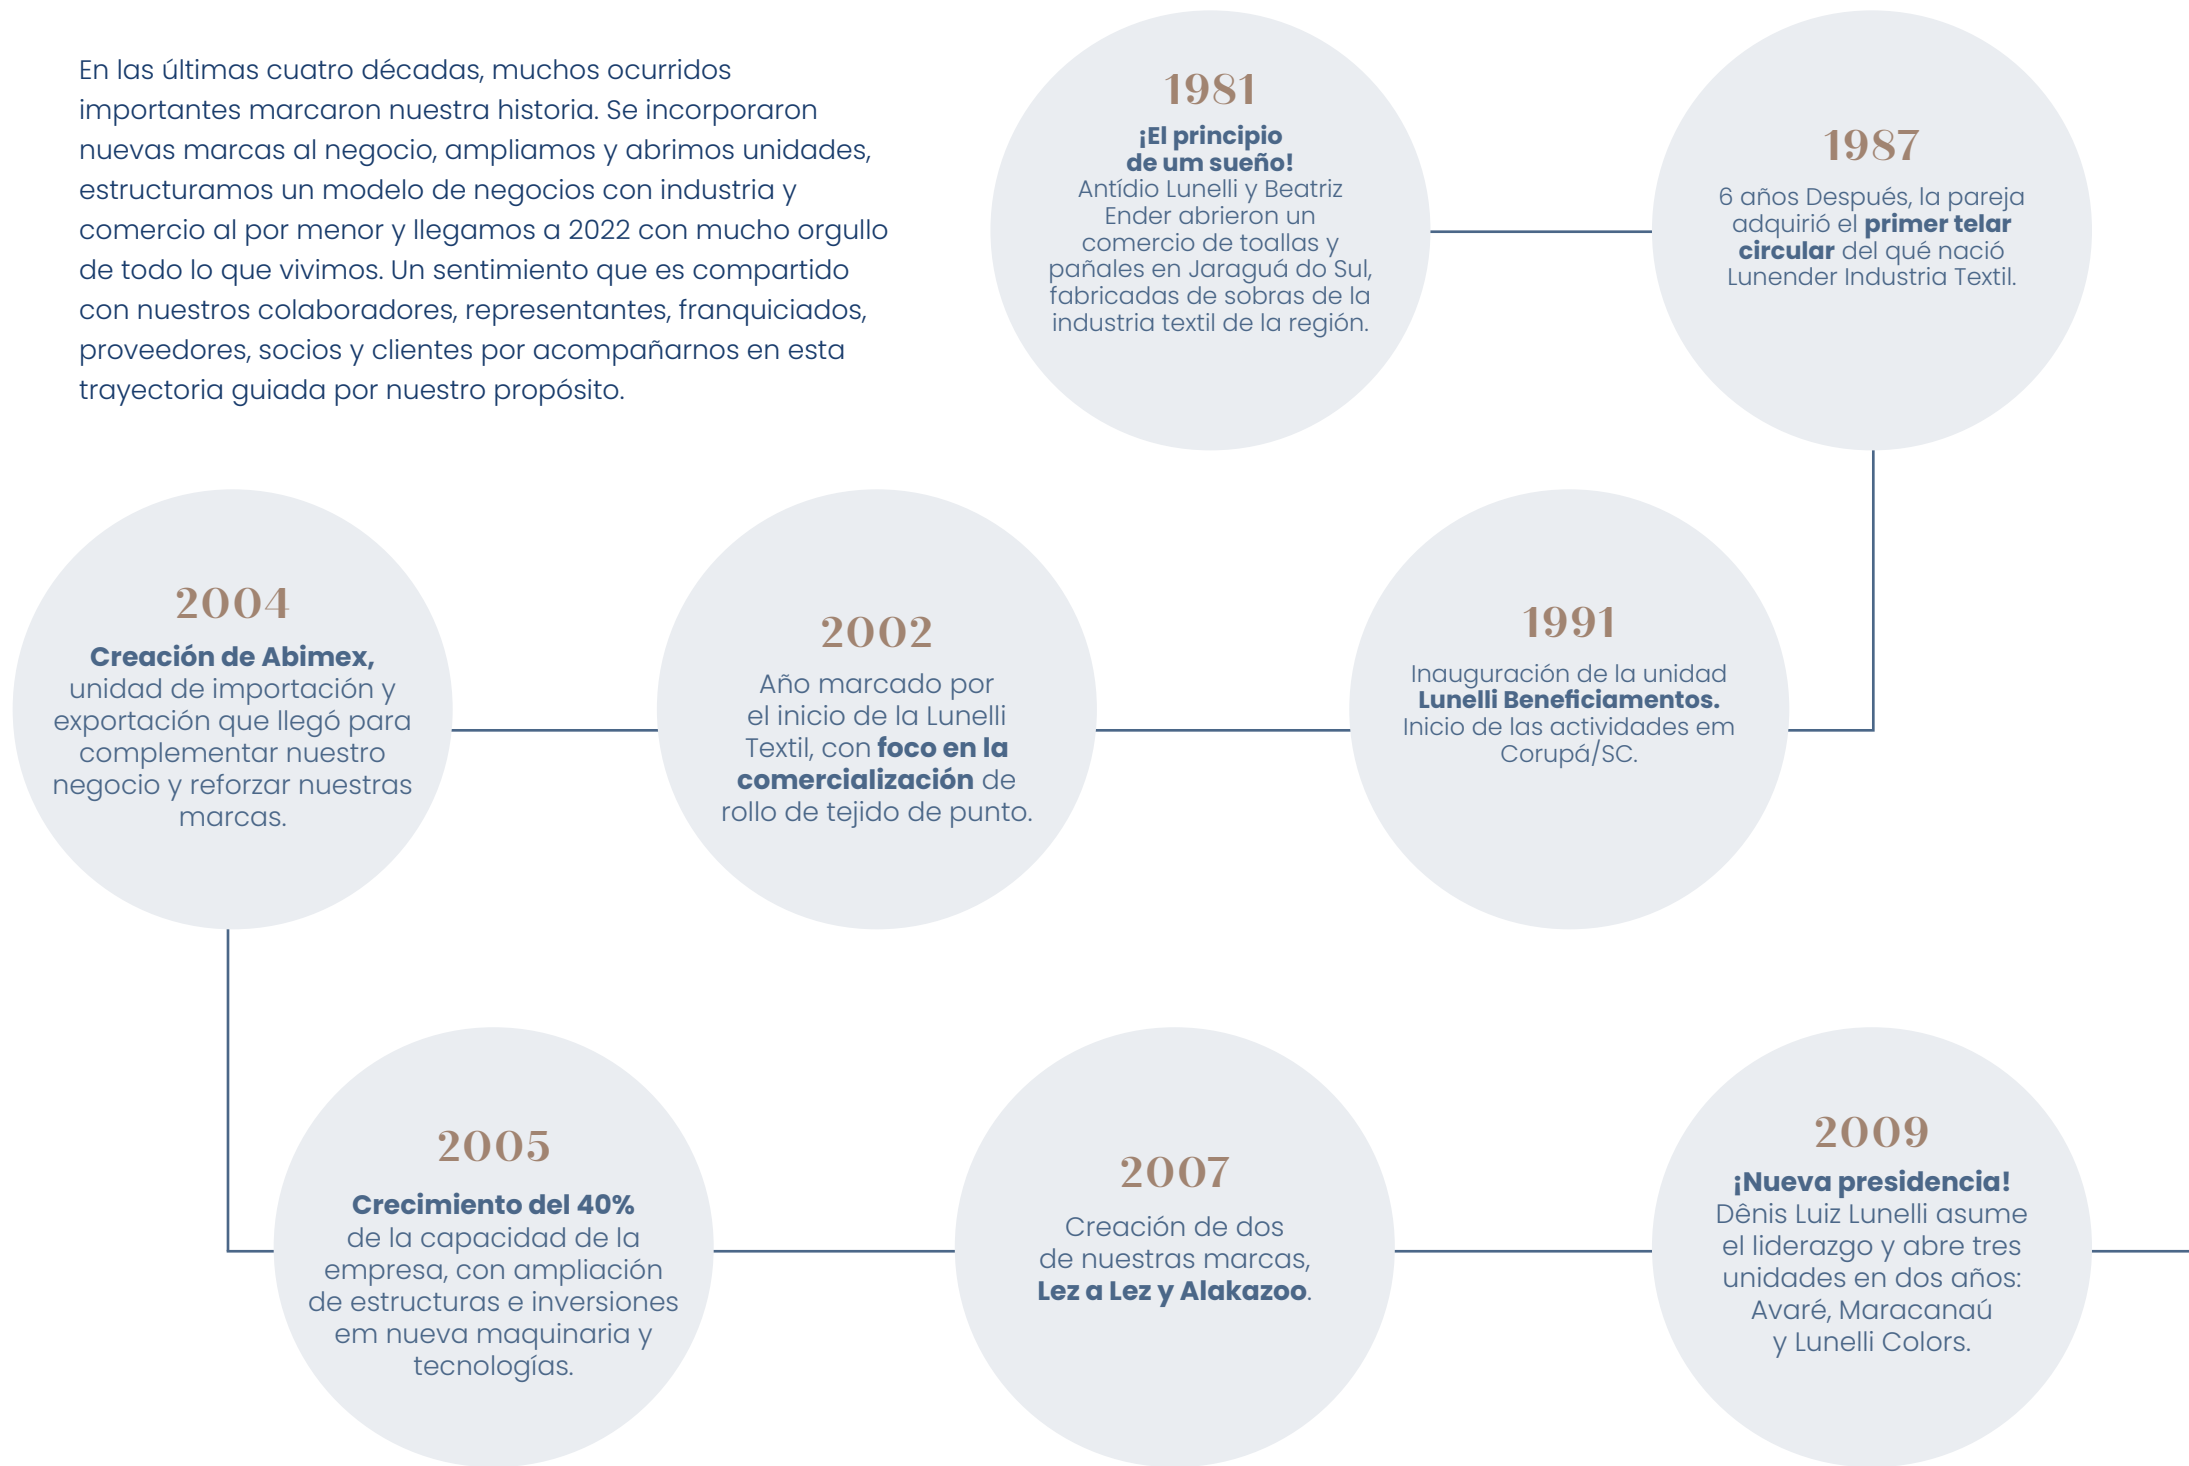 En las últimas cuatro décadas, muchos ocurridos
importantes marcaron nuestra historia. Se incorporaron
nuevas marcas al negocio, ampliamos y abrimos unidades,
estructuramos un modelo de negocios con industria y
comercio al por menor y llegamos a 2022 con mucho orgullo
de todo lo que vivimos. Un sentimiento que es compartido
con nuestros colaboradores, representantes, franquiciados,
proveedores, socios y clientes por acompañarnos en esta
trayectoria guiada por nuestro propósito.
1981
¡El principio
de um sueño!
Antídio Lunelli y Beatriz
Ender abrieron un
comercio de toallas y
pañales en Jaraguá do Sul,
fabricadas de sobras de la
industria textil de la región.
1987
6 años Después, la pareja
adquirió el primer telar
circular del qué nació
Lunender Industria Textil.
1991
Inauguración de la unidad
Lunelli Beneficiamentos.
Inicio de las actividades em
Corupá/SC.
2002
Año marcado por
el inicio de la Lunelli
Textil, con foco en la
comercialización de
rollo de tejido de punto.
2004
Creación de Abimex,
unidad de importación y
exportación que llegó para
complementar nuestro
negocio y reforzar nuestras
marcas.
2005
Crecimiento del 40%
de la capacidad de la
empresa, con ampliación
de estructuras e inversiones
em nueva maquinaria y
tecnologías.
2007
Creación de dos
de nuestras marcas,
Lez a Lez y Alakazoo.
2009
¡Nueva presidencia!
Dênis Luiz Lunelli asume
el liderazgo y abre tres
unidades en dos años:
Avaré, Maracanaú
y Lunelli Colors.